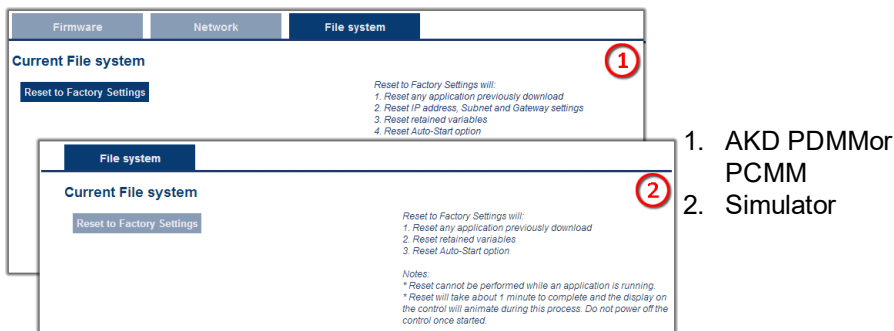 Firmware Network File system
Current File system
1
Reset to Factory Settings
Reset to Factory Settings will:
1. Reset any application previously download
2. Reset IP address, Subnet and Gateway settings
3. Reset retained variables
4. Reset Auto-Start option
File system
Current File system
2
Reset to Factory Settings
Reset to Factory Settings will:
1. Reset any application previously download
2. Reset retained variables
3. Reset Auto-Start option
Notes:
* Reset cannot be performed while an application is running.
* Reset will take about 1 minute to complete and the display on
the control will animate during this process. Do not power off the
control once started.
1. AKD PDMMor
PCMM
2. Simulator